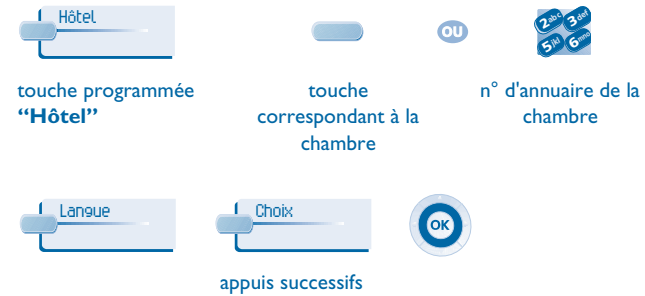 Hôtel
OU
2abc 3def
5jkl 6mno
touche programmée
“Hôtel”
touche
correspondant à la
chambre
n° d'annuaire de la
chambre
Langue
Choix
OK
appuis successifs